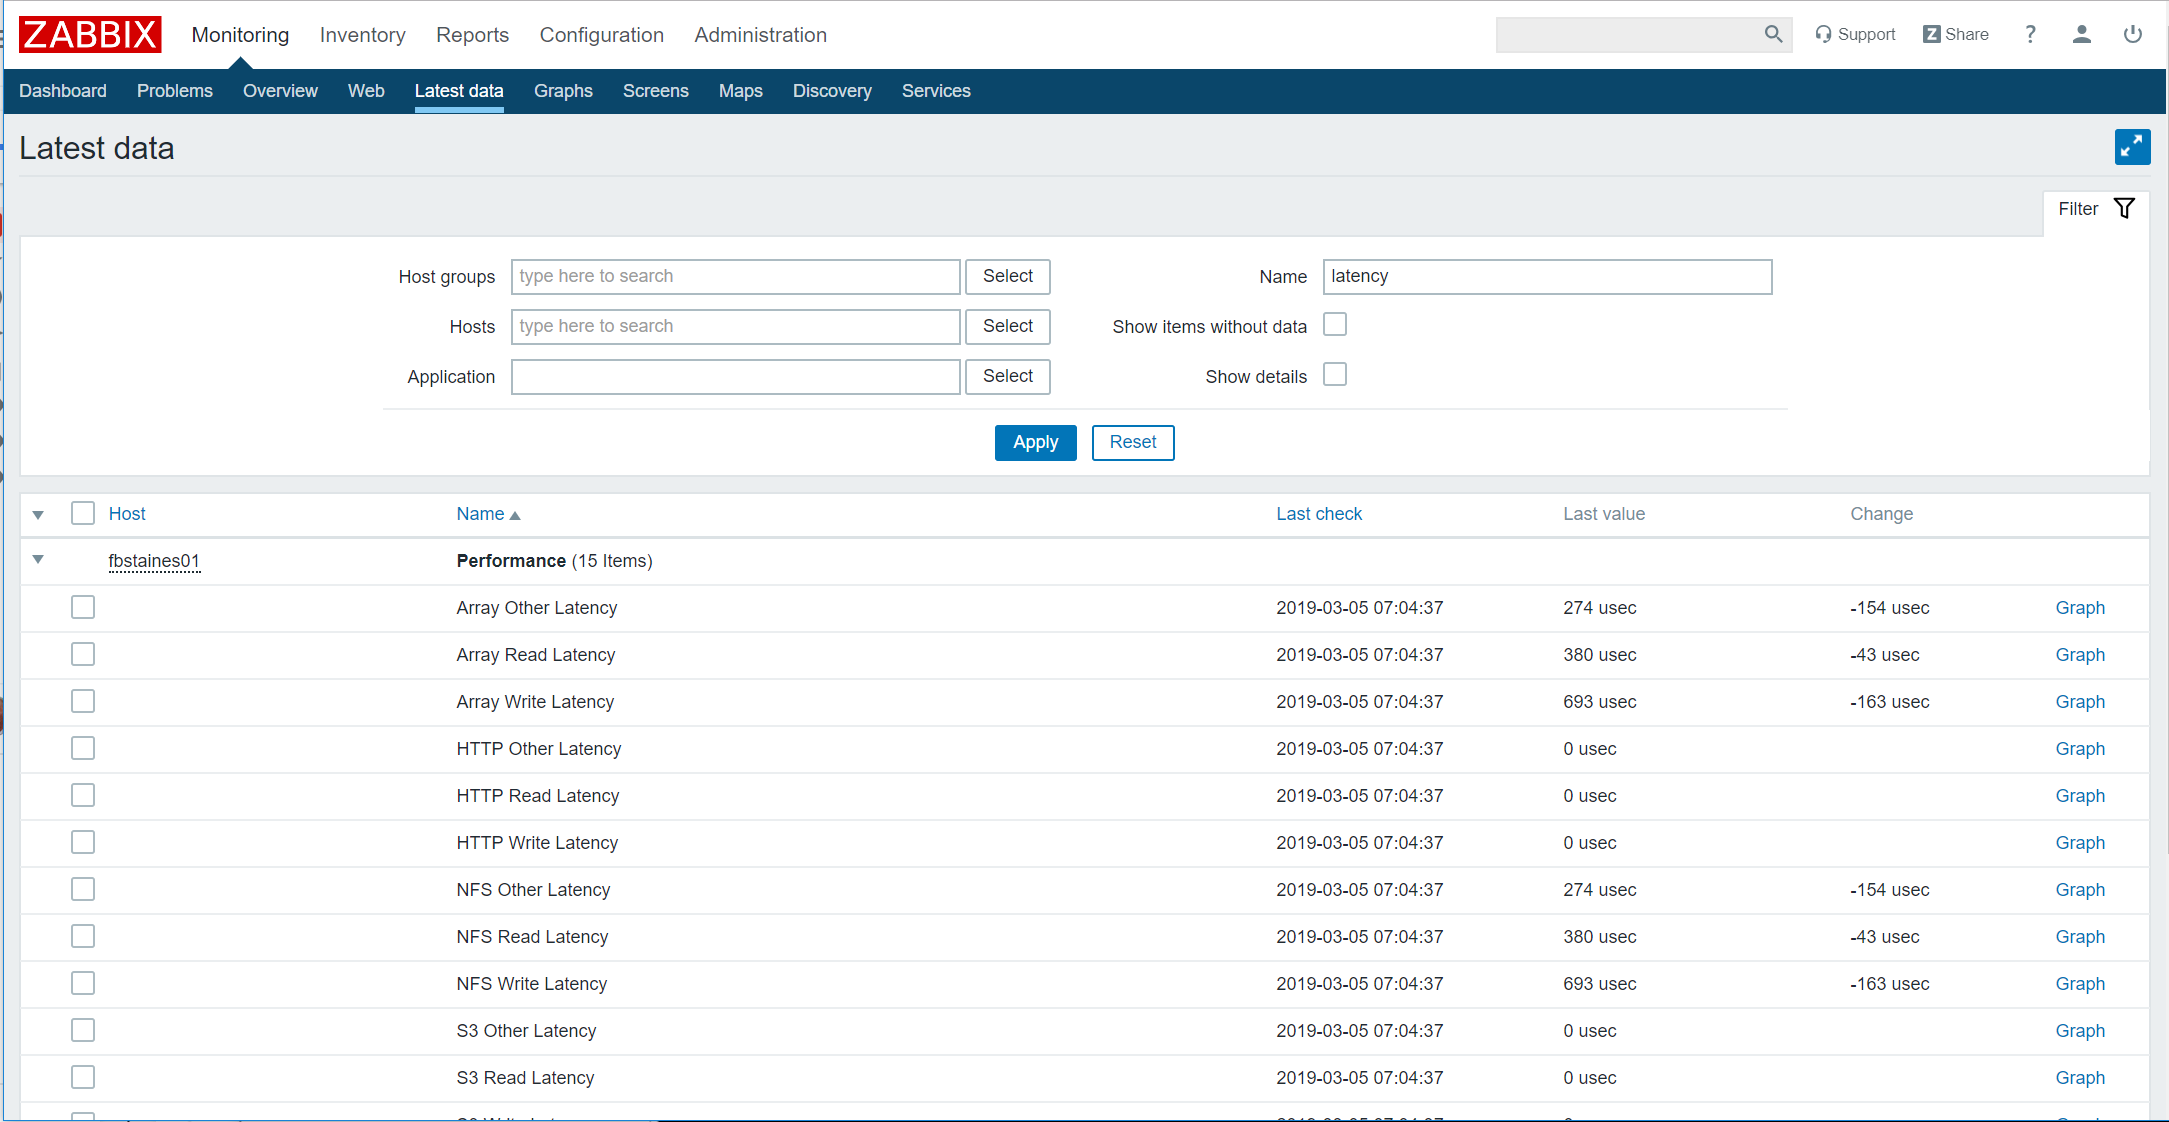 ZABBIX Monitoring Inventory Reports Configuration Administration Support Z Share ?
Dashboard Problems Overview Web Latest data Graphs Screens Maps Discovery Services
Latest data
Filter
Host groups type here to search Select Name latency
Hosts type here to search Select Show items without data
Application Select Show details
Apply Reset
Host Name Last check Last value Change
fbstaines01 Performance (15 Items)
Array Other Latency 2019-03-05 07:04:37 274 usec -154 usec Graph
Array Read Latency 2019-03-05 07:04:37 380 usec -43 usec Graph
Array Write Latency 2019-03-05 07:04:37 693 usec -163 usec Graph
HTTP Other Latency 2019-03-05 07:04:37 0 usec Graph
HTTP Read Latency 2019-03-05 07:04:37 0 usec Graph
HTTP Write Latency 2019-03-05 07:04:37 0 usec Graph
NFS Other Latency 2019-03-05 07:04:37 274 usec -154 usec Graph
NFS Read Latency 2019-03-05 07:04:37 380 usec -43 usec Graph
NFS Write Latency 2019-03-05 07:04:37 693 usec -163 usec Graph
S3 Other Latency 2019-03-05 07:04:37 0 usec Graph
S3 Read Latency 2019-03-05 07:04:37 0 usec Graph